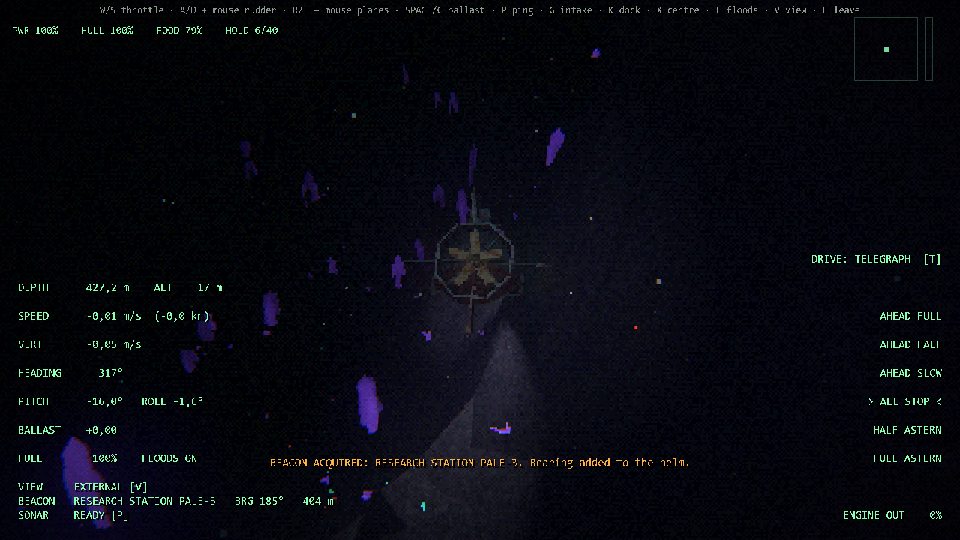 W/S throttle · A/D + mouse rudder · R/F + mouse planes · SPACE/C ballast · P ping · G intake · K dock · X centre · L floods · V view · E leave
PWR 100% HULL 100% FOOD 79% HOLD 6/40
DRIVE: TELEGRAPH [T]
DEPTH 427,2 m ALT 17 m
SPEED -0,01 m/s (-0,0 kn) AHEAD FULL
VERT -0,05 m/s AHEAD HALF
HEADING 317° AHEAD SLOW
PITCH -16,0° ROLL -1,6° > ALL STOP <
BALLAST +0,00 HALF ASTERN
HULL 100% FLOODS ON FULL ASTERN
BEACON ACQUIRED: RESEARCH STATION PALE-3. Bearing added to the helm.
VIEW EXTERNAL [V]
BEACON RESEARCH STATION PALE-3 BRG 185° 404 m
SONAR READY [P] ENGINE OUT 0%